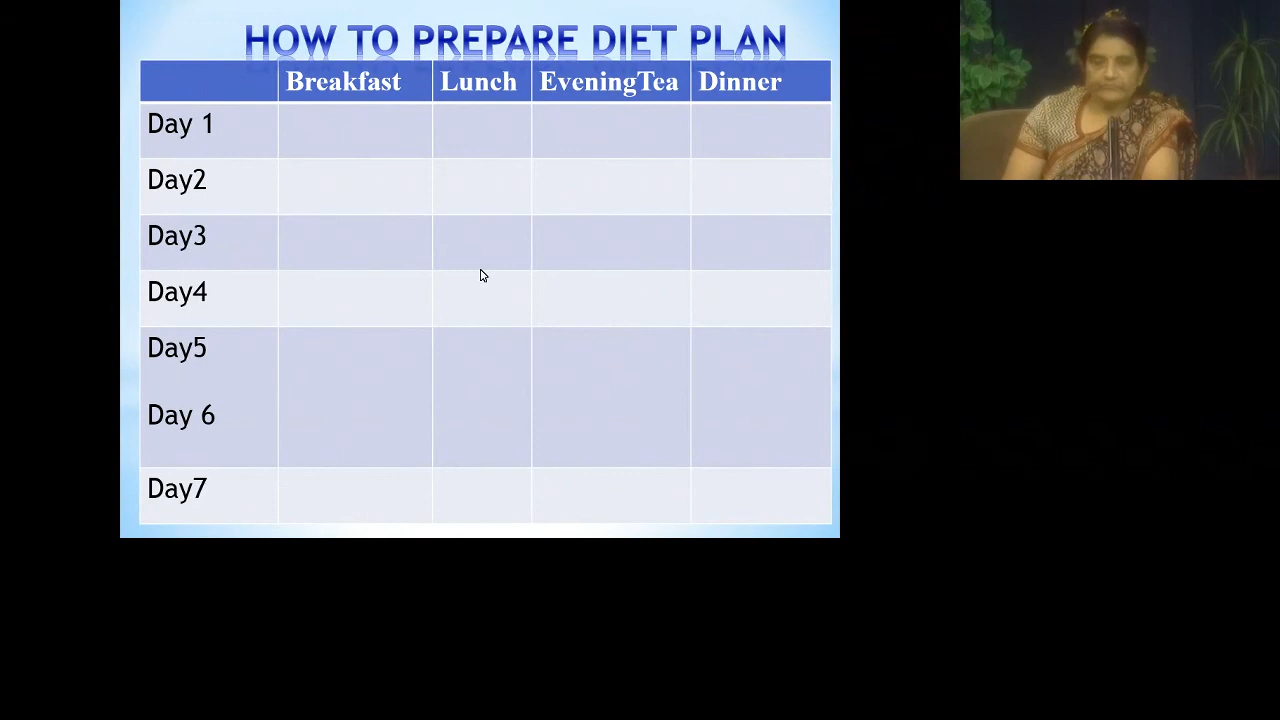 HOW TO PREPARE DIET PLAN
Breakfast Lunch EveningTea Dinner
Day 1
Day2
Day3
Day4
Day5
Day 6
Day7